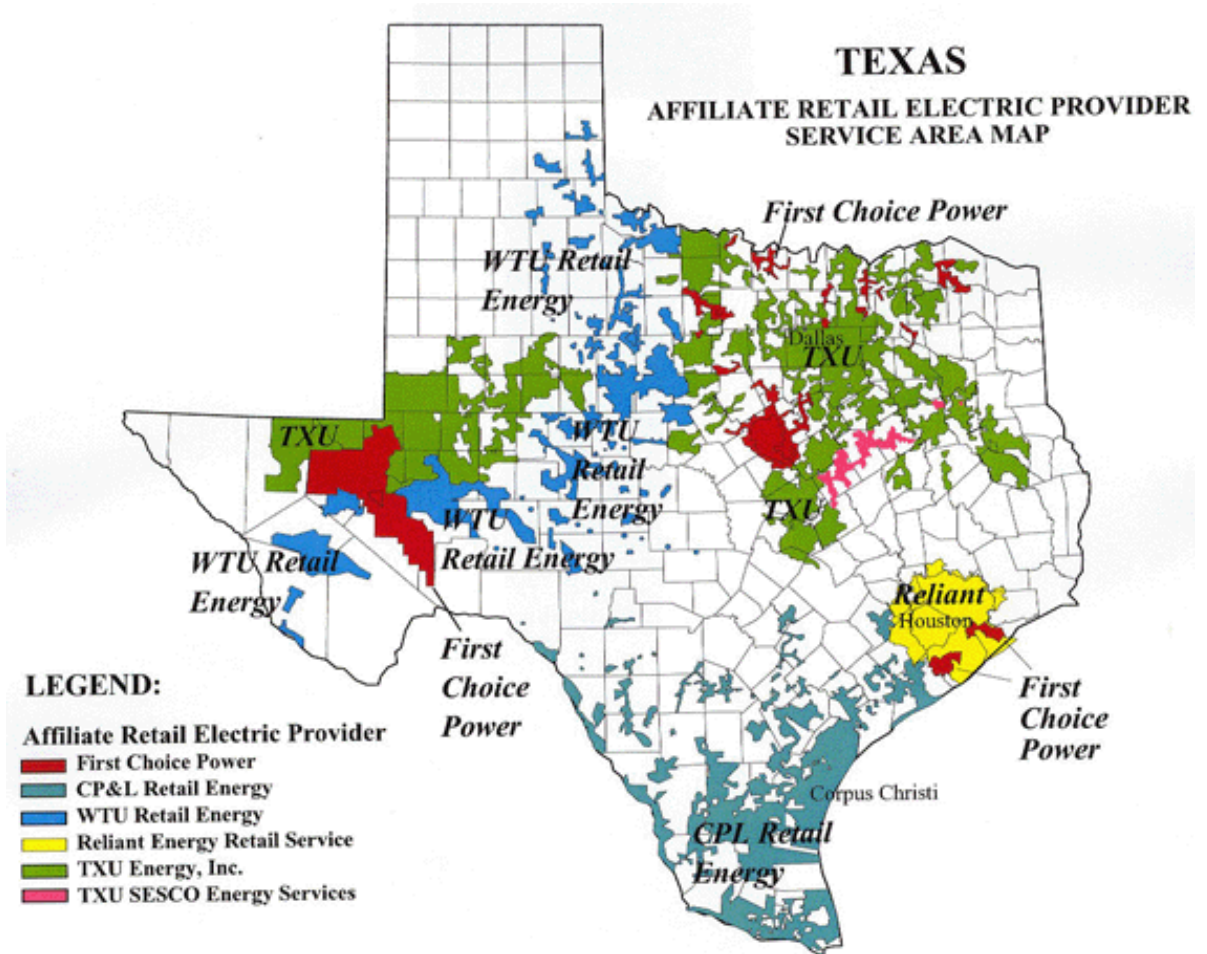 TEXAS
AFFILIATE RETAIL ELECTRIC PROVIDER
SERVICE AREA MAP
First Choice Power
WTU Retail
Energy
Dallas
TXU
TXU
WTU
Retail
Energy
TXU
WTU
Retail Energy
WTU Retail
Energy
Reliant
Houston
First
Choice
Power
First
Choice
Power
Corpus Christi
CPL Retail
Energy
LEGEND:
Affiliate Retail Electric Provider
First Choice Power
CP&L Retail Energy
WTU Retail Energy
Reliant Energy Retail Service
TXU Energy, Inc.
TXU SESCO Energy Services